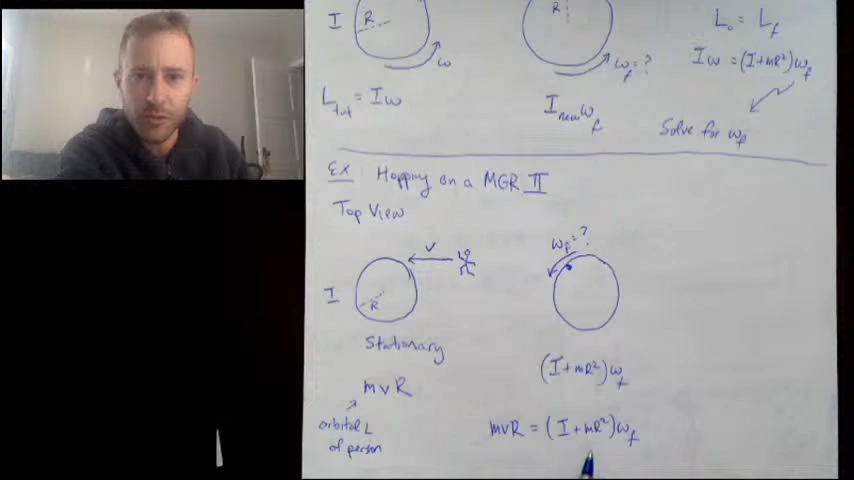 I R R L₀ = L_f
ω ω_f = ? Iω = (I+mR²)ω_f
L_tot = Iω I_new ω_f Solve for ω_f
EX Hopping on a MGR II
Top View
v ω_f = ?
I R
Stationary (I+mR²)ω_f
mvR
orbital L mvR = (I+mR²)ω_f
of person